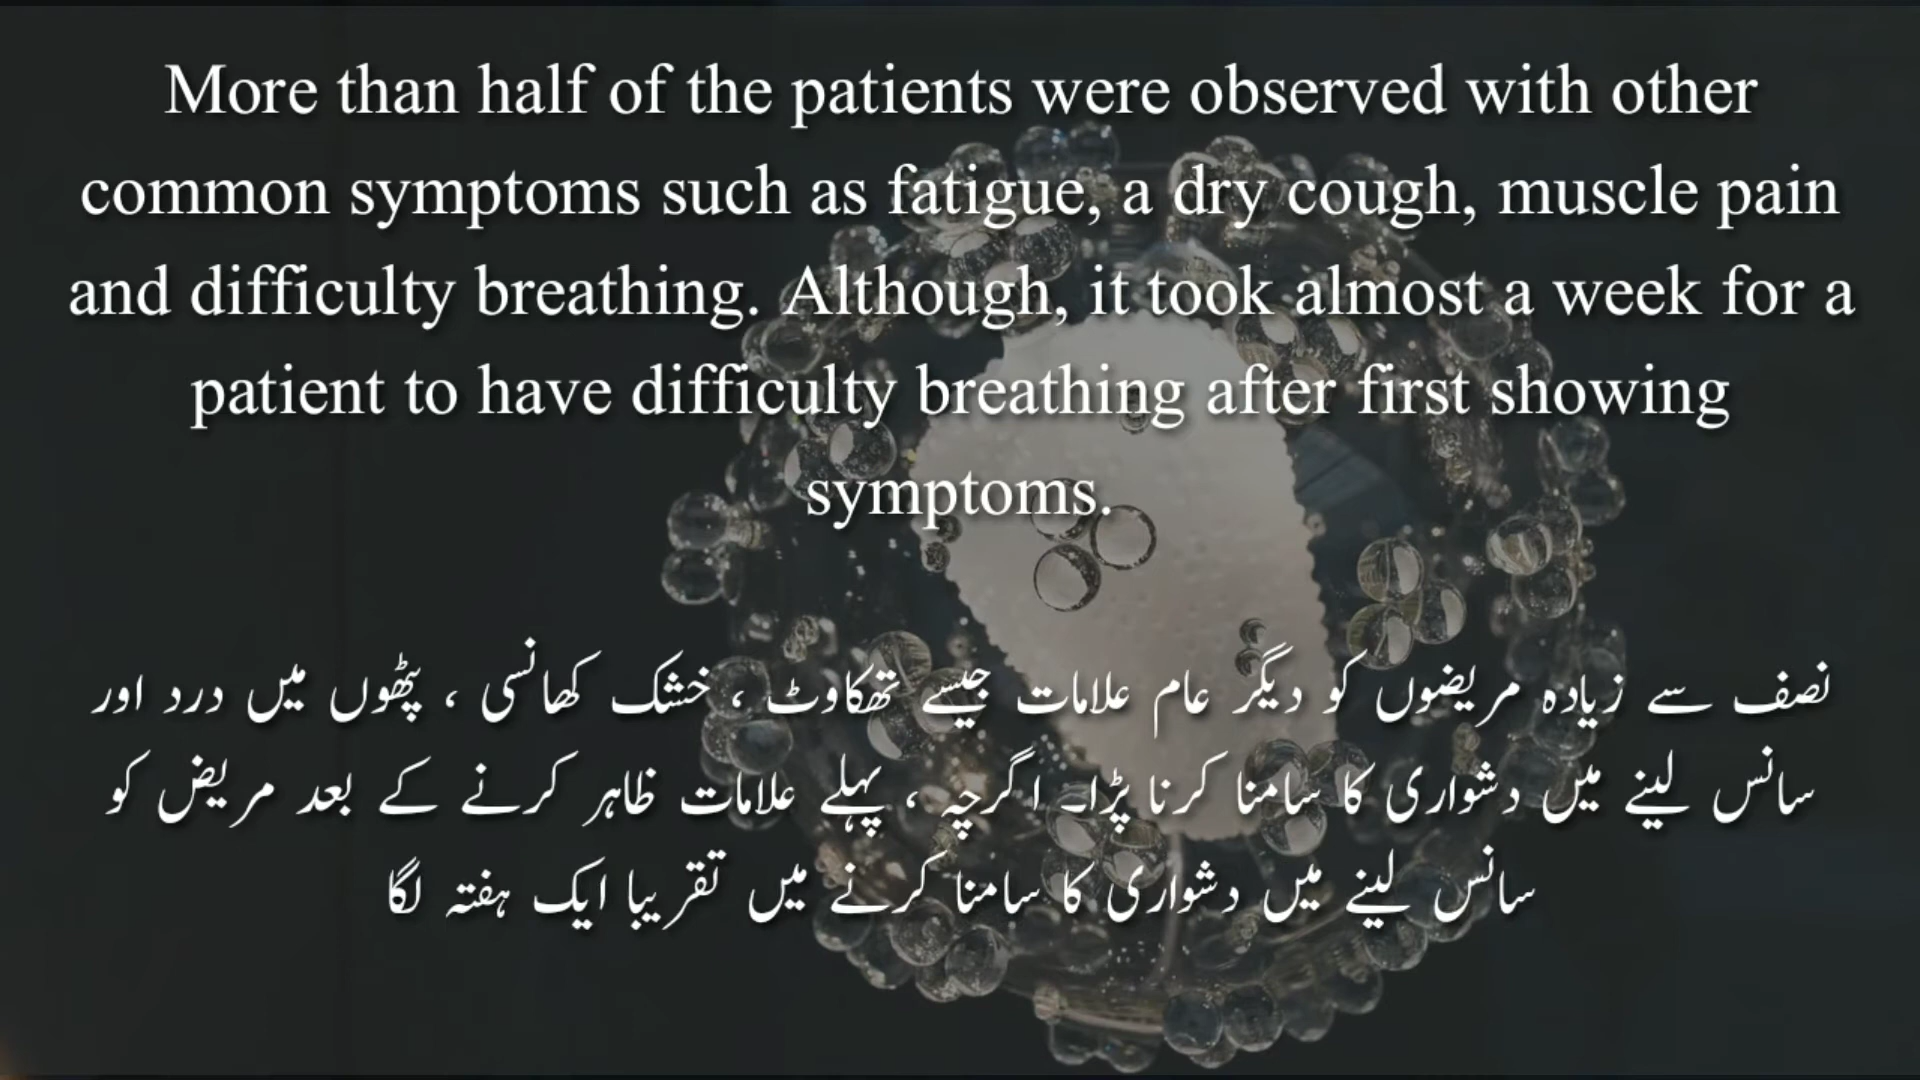 More than half of the patients were observed with other
common symptoms such as fatigue, a dry cough, muscle pain
and difficulty breathing. Although, it took almost a week for a
patient to have difficulty breathing after first showing
symptoms.
نصف سے زیادہ مریضوں کو دیگر عام علامات جیسے تھکاوٹ ، خشک کھانسی ، پٹھوں میں درد اور
سانس لینے میں دشواری کا سامنا کرنا پڑا۔ اگرچہ ، پہلے علامات ظاہر کرنے کے بعد مریض کو
سانس لینے میں دشواری کا سامنا کرنے میں تقریبا ایک ہفتہ لگا